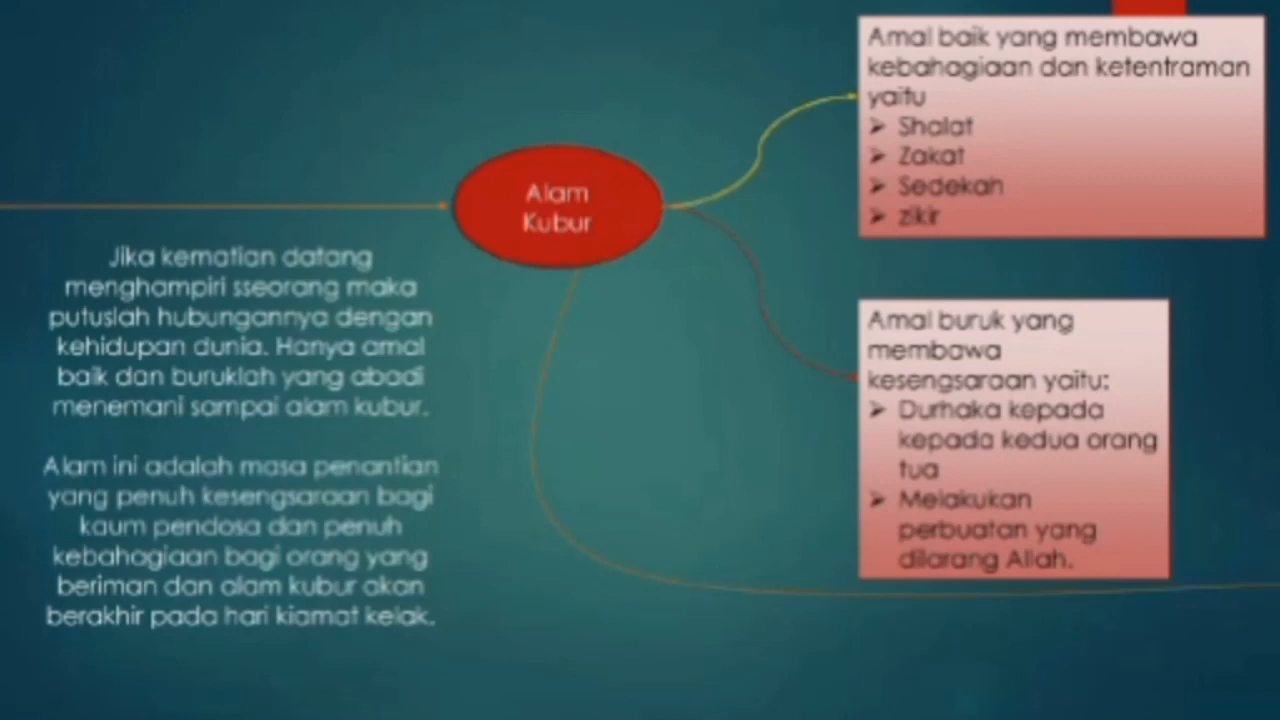 Amal baik yang membawa
kebahagiaan dan ketentraman
yaitu
➢ Shalat
➢ Zakat
➢ Sedekah
➢ zikir
Alam
Kubur
Jika kematian datang
menghampiri sseorang maka
putuslah hubungannya dengan
kehidupan dunia. Hanya amal
baik dan buruklah yang abadi
menemani sampai alam kubur.
Alam ini adalah masa penantian
yang penuh kesengsaraan bagi
kaum pendosa dan penuh
kebahagiaan bagi orang yang
beriman dan alam kubur akan
berakhir pada hari kiamat kelak.
Amal buruk yang
membawa
kesengsaraan yaitu:
➢ Durhaka kepada
kepada kedua orang
tua
➢ Melakukan
perbuatan yang
dilarang Allah.